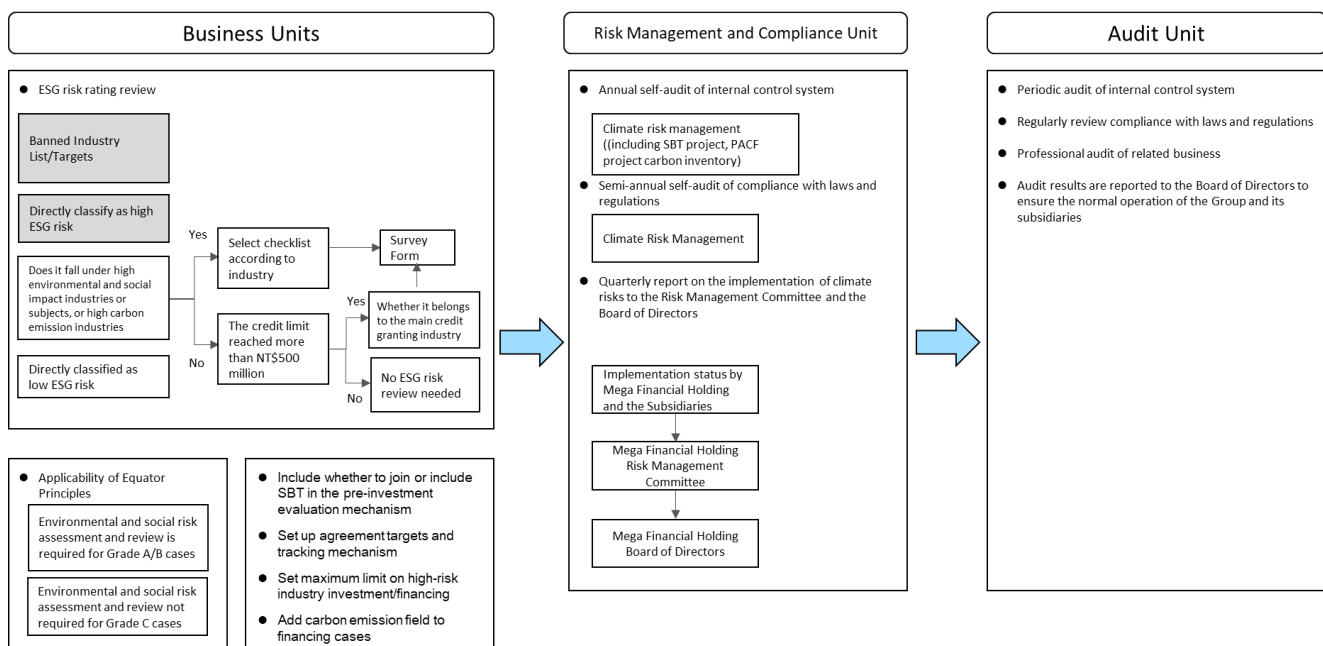 Business Units
● ESG risk rating review
Banned Industry
List/Targets
Directly classify as high
ESG risk
Does it fall under high
environmental and social
impact industries or
subjects, or high carbon
emission industries
Directly classified as
low ESG risk
Yes
No
Select checklist
according to
industry
The credit limit
reached more
than NT$500
million
Survey
Form
Yes
Whether it belongs
to the main credit
granting industry
No
No ESG risk
review needed
● Applicability of Equator
Principles
Environmental and social risk
assessment and review is
required for Grade A/B cases
Environmental and social risk
assessment and review not
required for Grade C cases
● Include whether to join or include
SBT in the pre-investment
evaluation mechanism
● Set up agreement targets and
tracking mechanism
● Set maximum limit on high-risk
industry investment/financing
● Add carbon emission field to
financing cases
Risk Management and Compliance Unit
● Annual self-audit of internal control system
Climate risk management
((including SBT project, PACF
project carbon inventory)
● Semi-annual self-audit of compliance with laws and
regulations
Climate Risk Management
● Quarterly report on the implementation of climate
risks to the Risk Management Committee and the
Board of Directors
Implementation status by
Mega Financial Holding
and the Subsidiaries
Mega Financial Holding
Risk Management
Committee
Mega Financial Holding
Board of Directors
Audit Unit
● Periodic audit of internal control system
● Regularly review compliance with laws and regulations
● Professional audit of related business
● Audit results are reported to the Board of Directors to
ensure the normal operation of the Group and its
subsidiaries